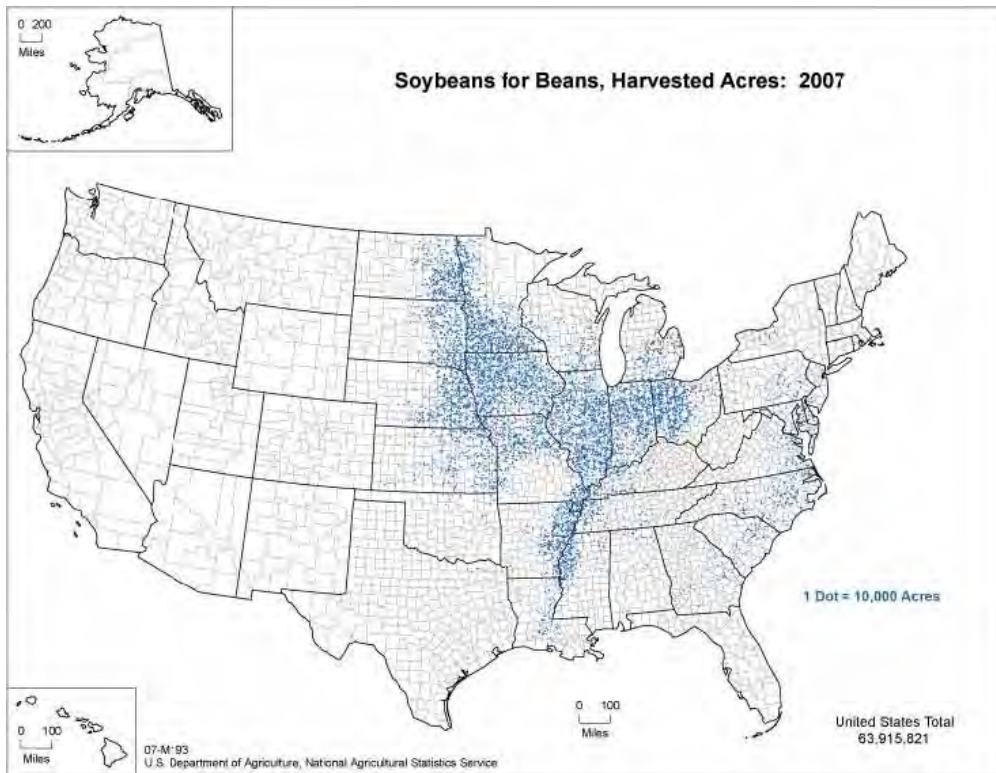 0 200
Miles
Soybeans for Beans, Harvested Acres: 2007
1 Dot = 10,000 Acres
0 100
Miles
0 100
Miles
United States Total
63,915,821
07-M‘93
U.S. Department of Agriculture, National Agricultural Statistics Service